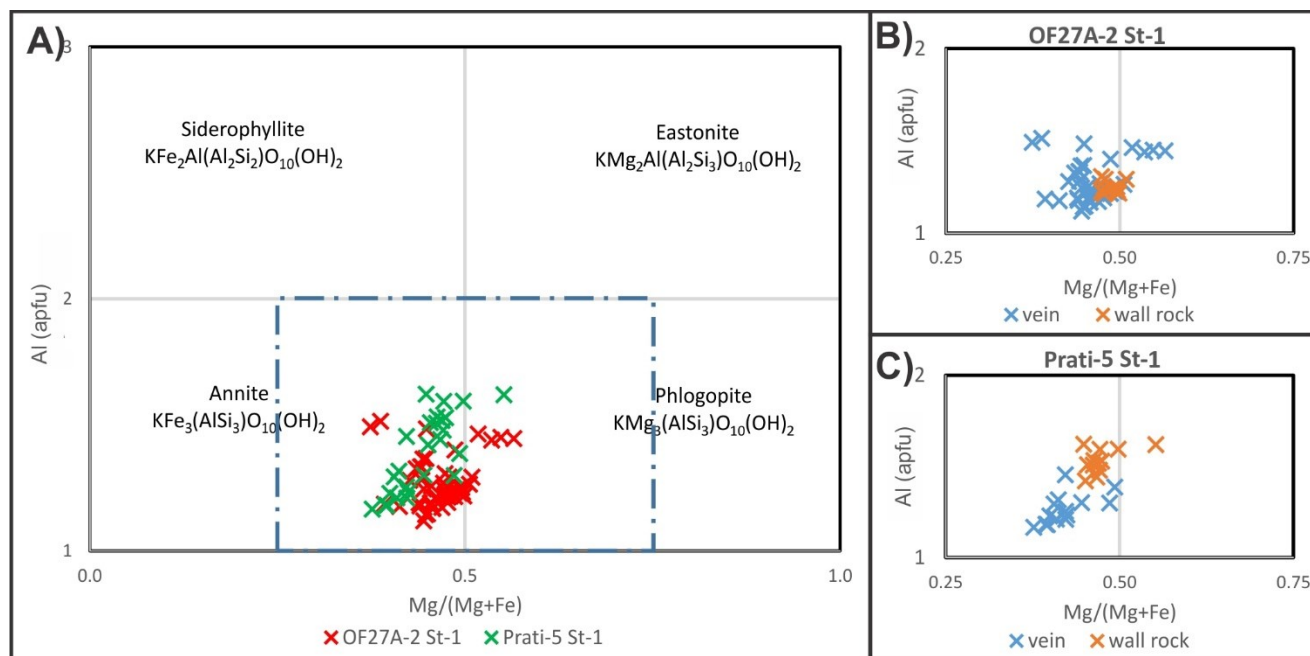 A)
3
Siderophyllite
KFe₂Al(Al₂Si₂)O₁₀(OH)₂
Eastonite
KMg₂Al(Al₂Si₃)O₁₀(OH)₂
Al (apfu)
2
Annite
KFe₃(AlSi₃)O₁₀(OH)₂
Phlogopite
KMg₃(AlSi₃)O₁₀(OH)₂
1
0.0
0.5
1.0
Mg/(Mg+Fe)
OF27A-2 St-1
Prati-5 St-1
B)
OF27A-2 St-1
2
Al (apfu)
1
0.25
0.50
0.75
Mg/(Mg+Fe)
vein
wall rock
C)
Prati-5 St-1
2
Al (apfu)
1
0.25
0.50
0.75
Mg/(Mg+Fe)
vein
wall rock